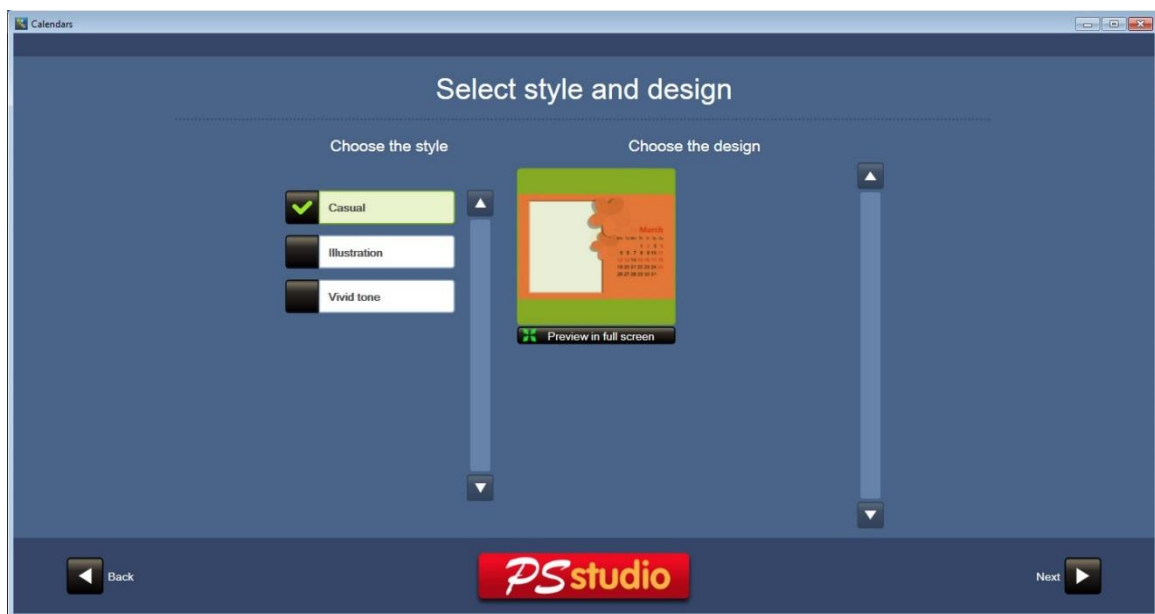 Calendars
Select style and design
Choose the style
Choose the design
Casual
Illustration
Vivid tone
March
Preview in full screen
Back
PSstudio
Next